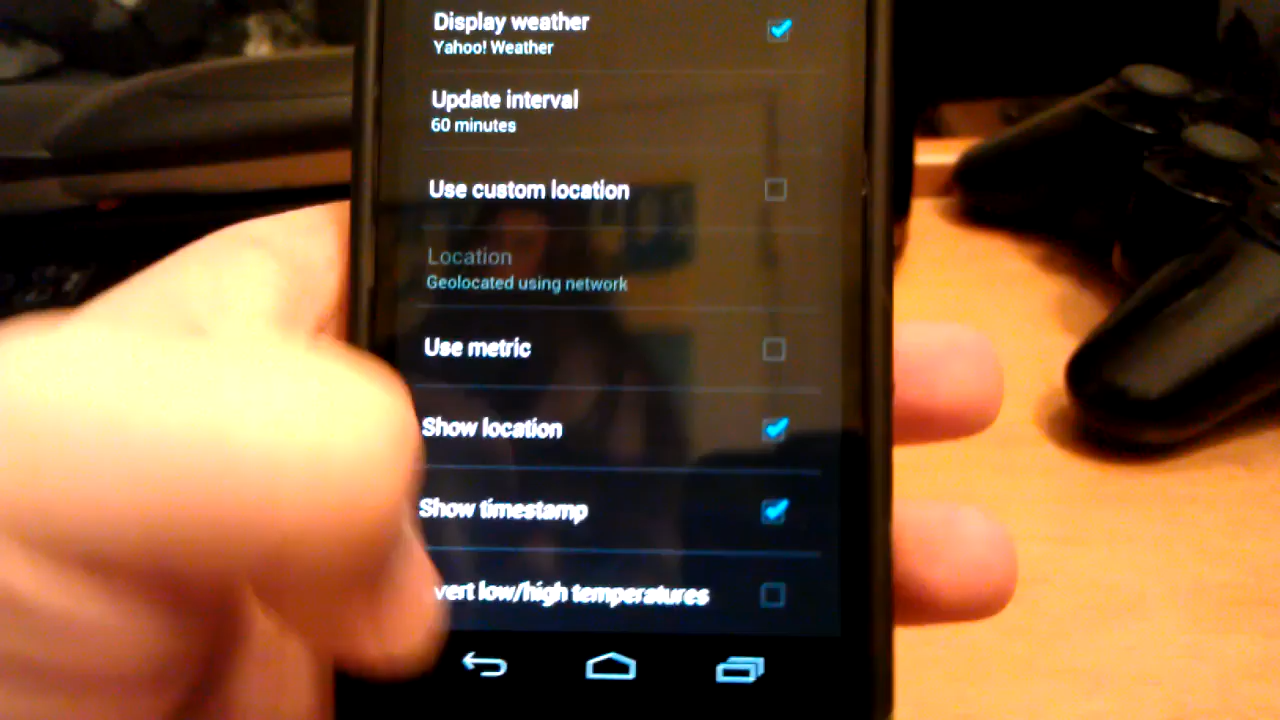 Display weather
Yahoo! Weather
Update interval
60 minutes
Use custom location
Location
Geolocated using network
Use metric
Show location
Show timestamp
vert low/high temperatures